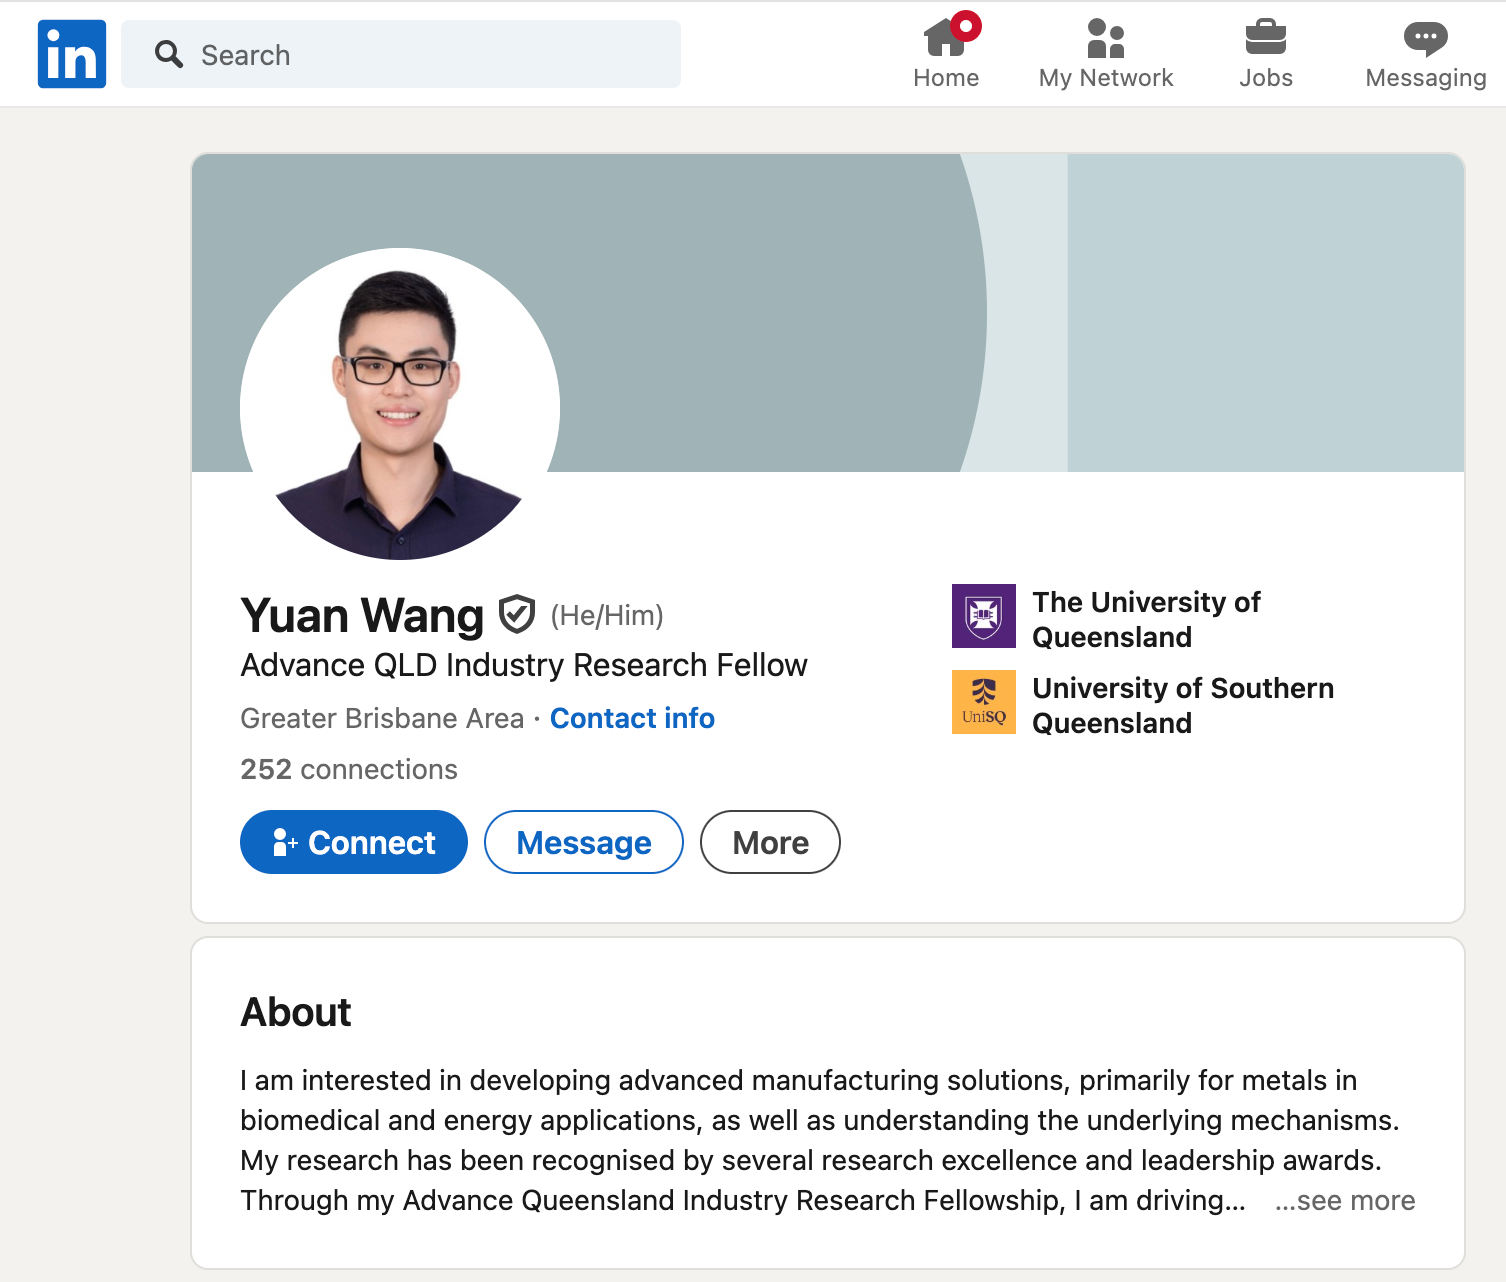 in
Search
Home
My Network
Jobs
Messaging
Yuan Wang (He/Him)
Advance QLD Industry Research Fellow
Greater Brisbane Area · Contact info
252 connections
Connect
Message
More
The University of
Queensland
UniSQ
University of Southern
Queensland
About
I am interested in developing advanced manufacturing solutions, primarily for metals in
biomedical and energy applications, as well as understanding the underlying mechanisms.
My research has been recognised by several research excellence and leadership awards.
Through my Advance Queensland Industry Research Fellowship, I am driving... ...see more